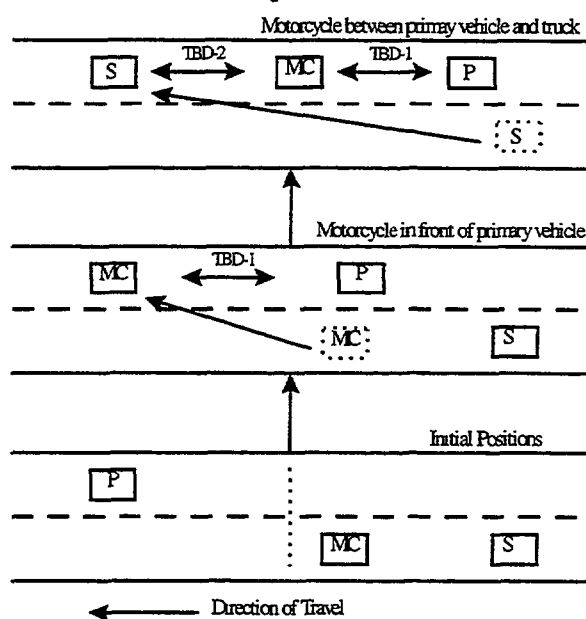 Motorcycle between primay vehicle and truck
S TBD-2 MC TBD-1 P
S
Motorcycle in front of primary vehicle
MC TBD-1 P
MC S
Initial Positions
P
MC S
Direction of Travel